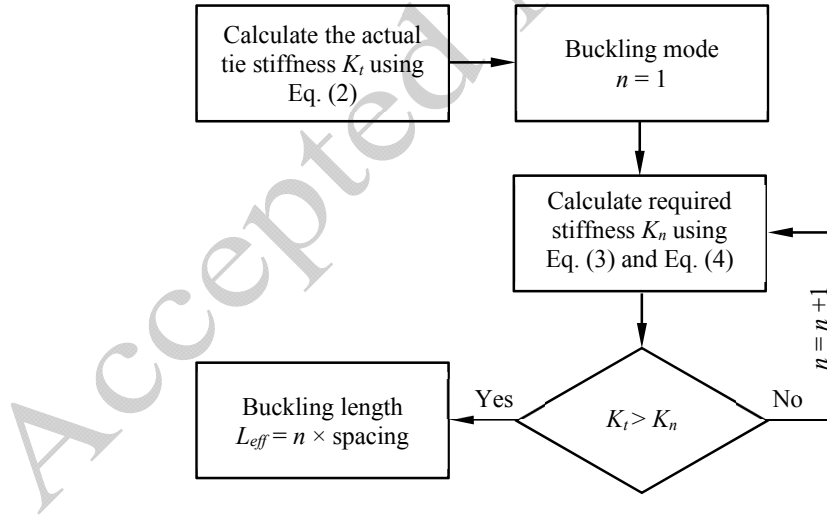 Calculate the actual
tie stiffness K_t using
Eq. (2)
Buckling mode
n = 1
Calculate required
stiffness K_n using
Eq. (3) and Eq. (4)
n = n +1
K_t > K_n
Yes
No
Buckling length
L_eff = n × spacing
Accepted